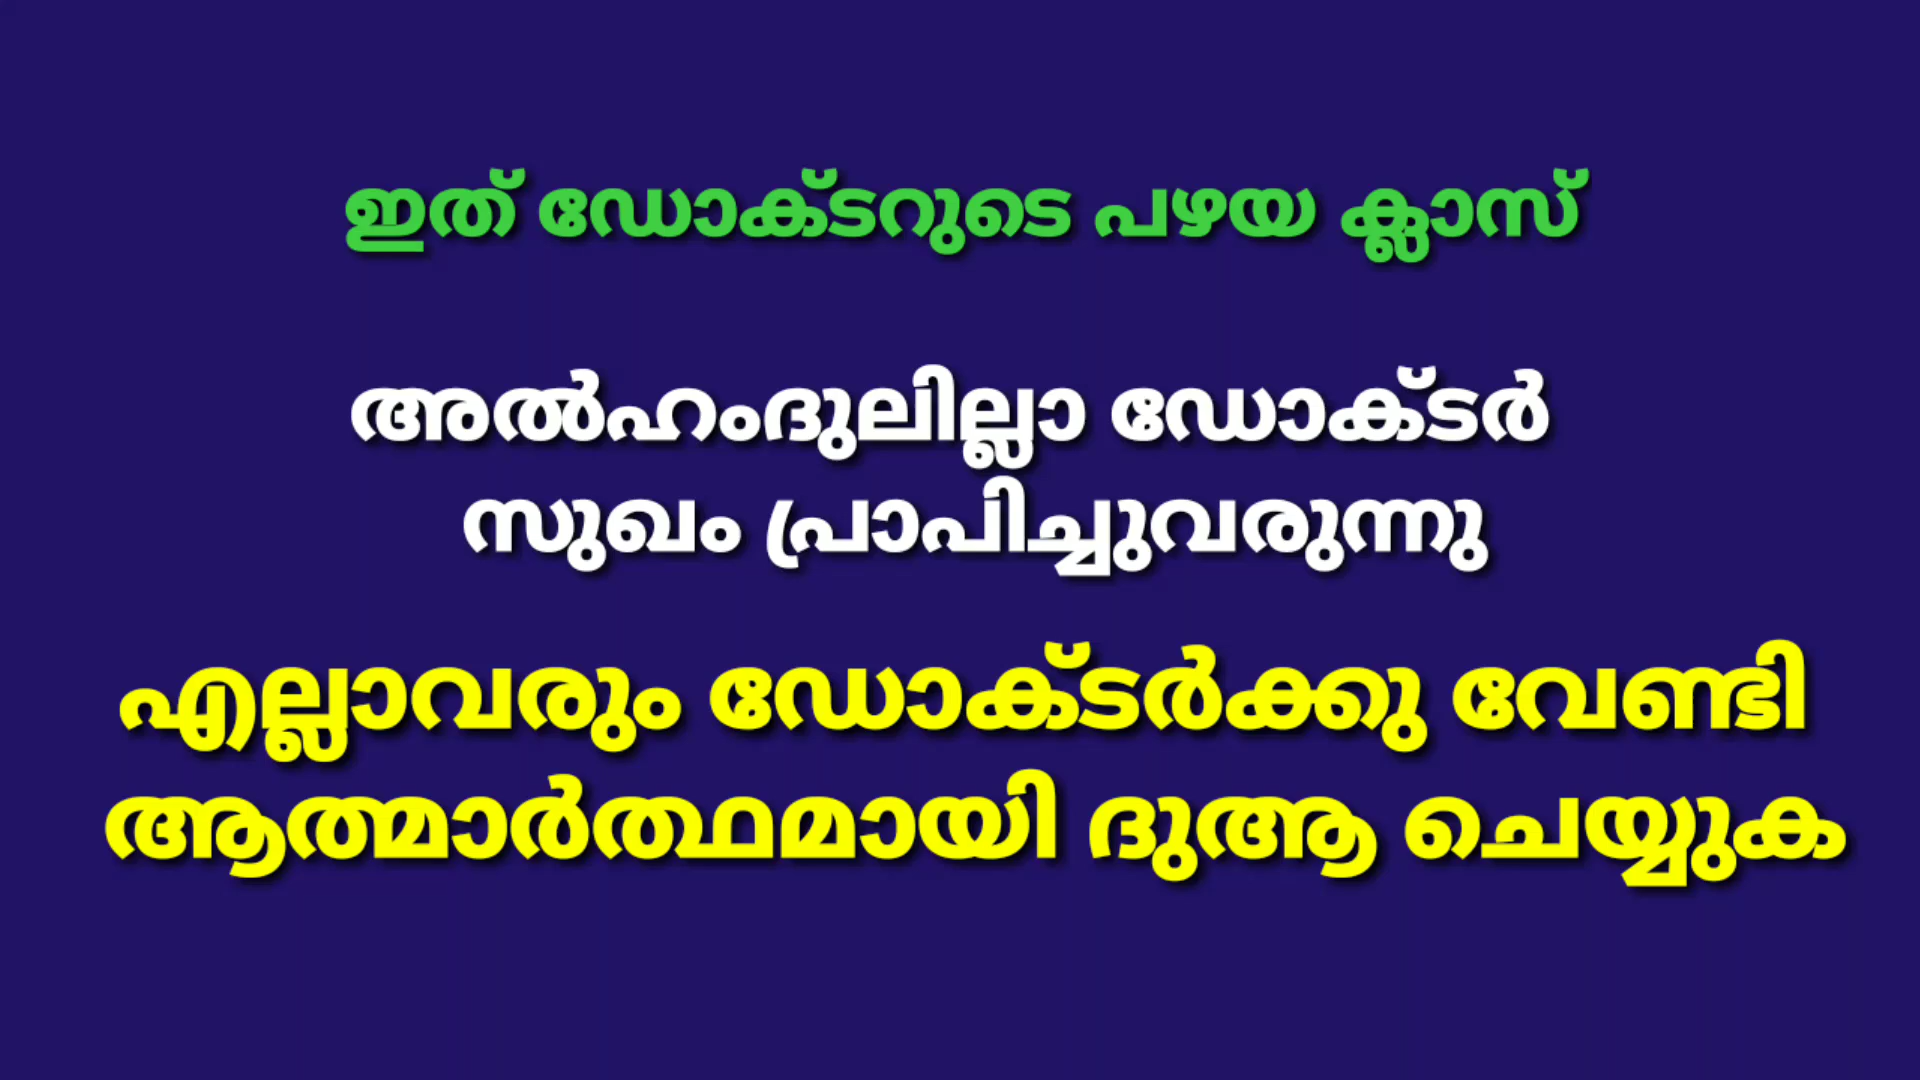 ഇത് ഡോക്ടറുടെ പഴയ ക്ലാസ്
അൽഹംദുലില്ലാ ഡോക്ടർ
സുഖം പ്രാപിച്ചുവരുന്നു
എല്ലാവരും ഡോക്ടർക്കു വേണ്ടി
ആത്മാർത്ഥമായി ദുആ ചെയ്യുക